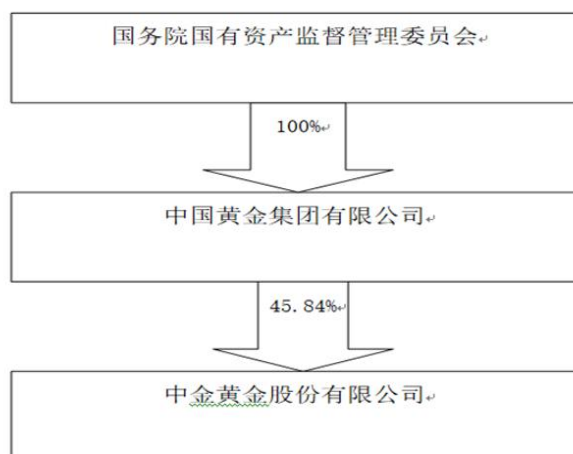 国务院国有资产监督管理委员会
100%
中国黄金集团有限公司
45.84%
中金黄金股份有限公司